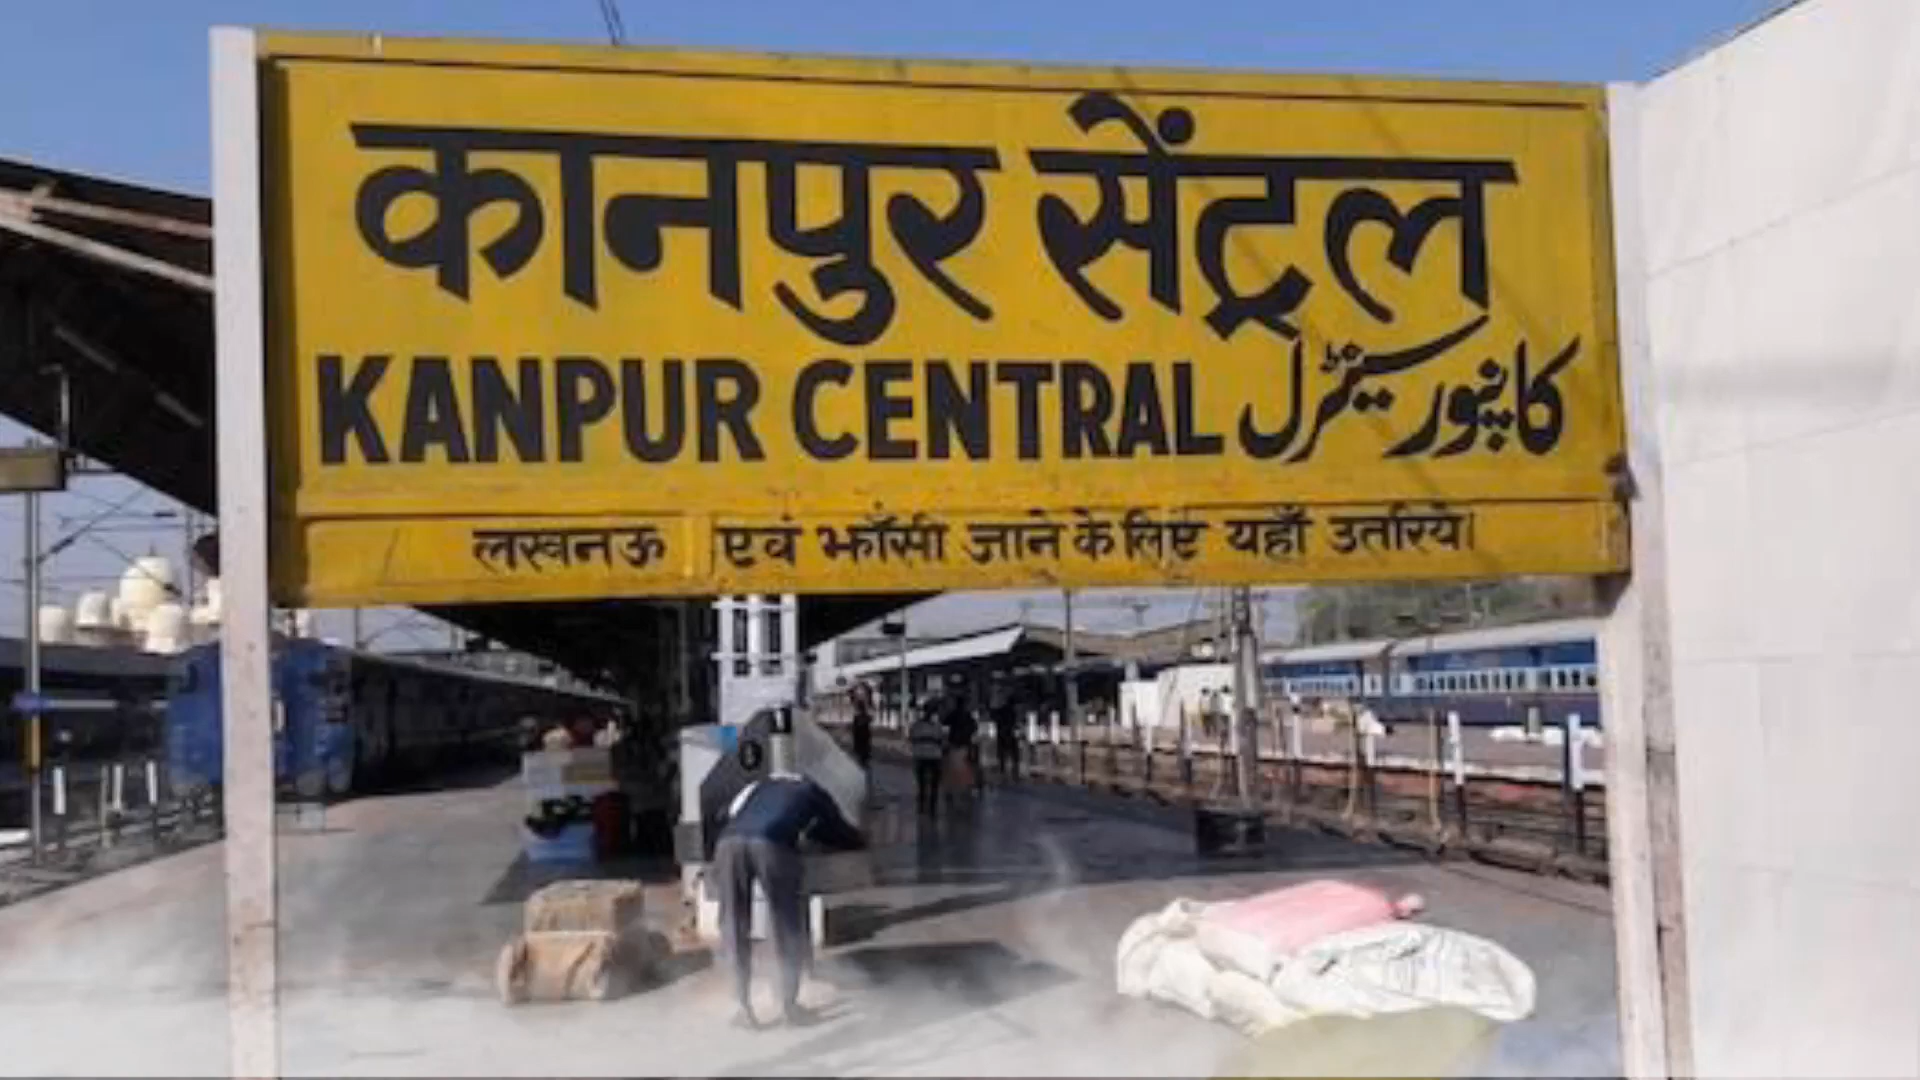 कानपुर सेंट्रल
KANPUR CENTRAL کانپور سینٹرل
लखनऊ एवं झाँसी जाने के लिए यहाँ उतरिये।